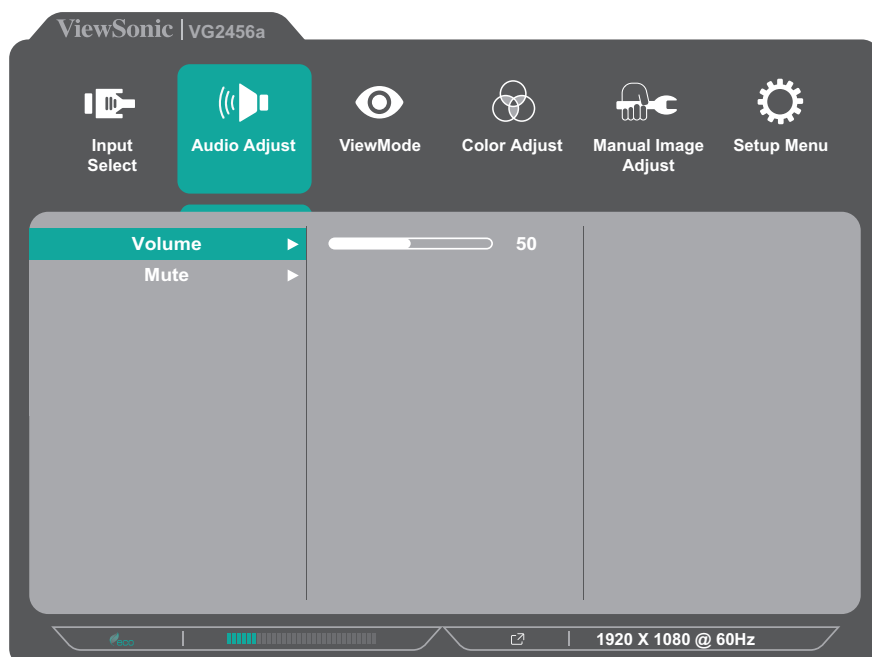 ViewSonic | VG2456a
Input Select
Audio Adjust
ViewMode
Color Adjust
Manual Image Adjust
Setup Menu
Volume
50
Mute
eco
1920 X 1080 @ 60Hz